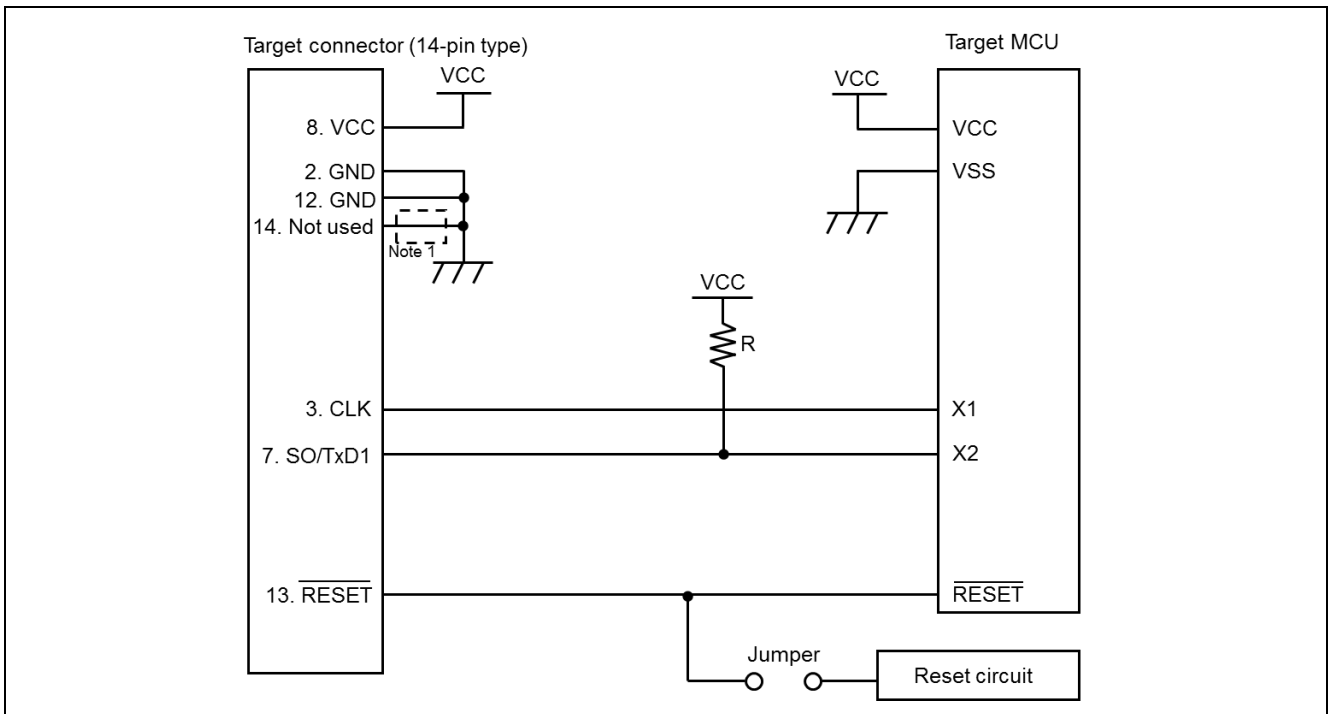 Target connector (14-pin type)
VCC
8. VCC
2. GND
12. GND
14. Not used
Note 1
3. CLK
7. SO/TxD1
13. RESET
VCC
R
Target MCU
VCC
VCC
VSS
X1
X2
RESET
Jumper
Reset circuit